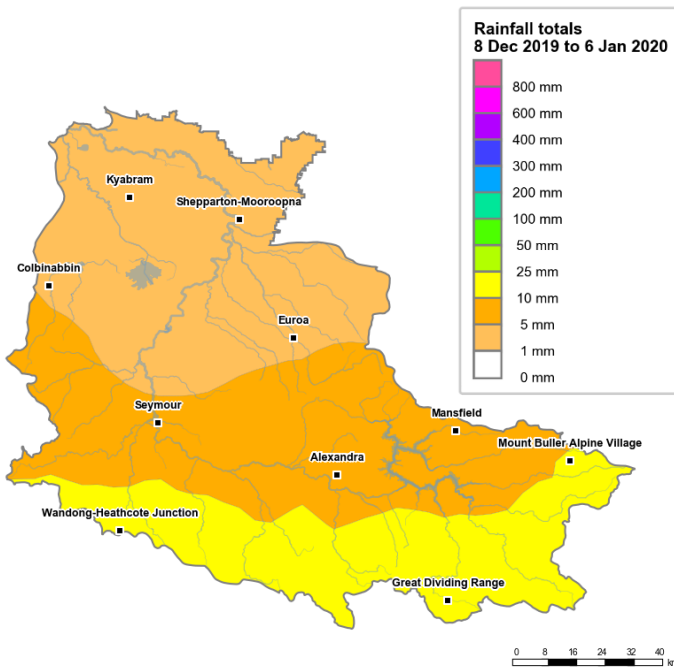 Rainfall totals
8 Dec 2019 to 6 Jan 2020
800 mm
600 mm
400 mm
300 mm
200 mm
100 mm
50 mm
25 mm
10 mm
5 mm
1 mm
0 mm
Kyabram
Shepparton-Mooroopna
Colbinabbin
Euroa
Seymour
Mansfield
Mount Buller Alpine Village
Alexandra
Wandong-Heathcote Junction
Great Dividing Range
0 8 16 24 32 40
km